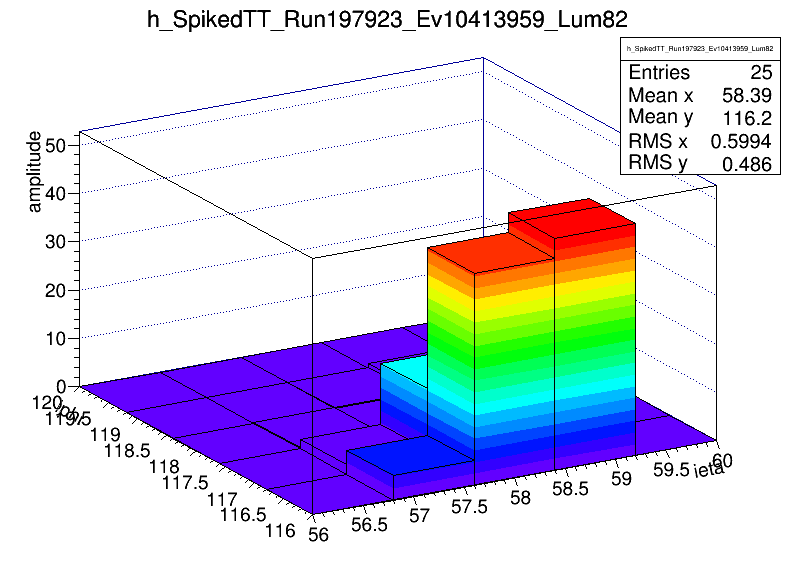 h_SpikedTT_Run197923_Ev10413959_Lum82
h_SpikedTT_Run197923_Ev10413959_Lum82
Entries 25
Mean x 58.39
Mean y 116.2
RMS x 0.5994
RMS y 0.486
amplitude
50
40
30
20
10
0
120
119.5
119
118.5
118
117.5
117
116.5
116
56
56.5
57
57.5
58
58.5
59
59.5
60
ieta